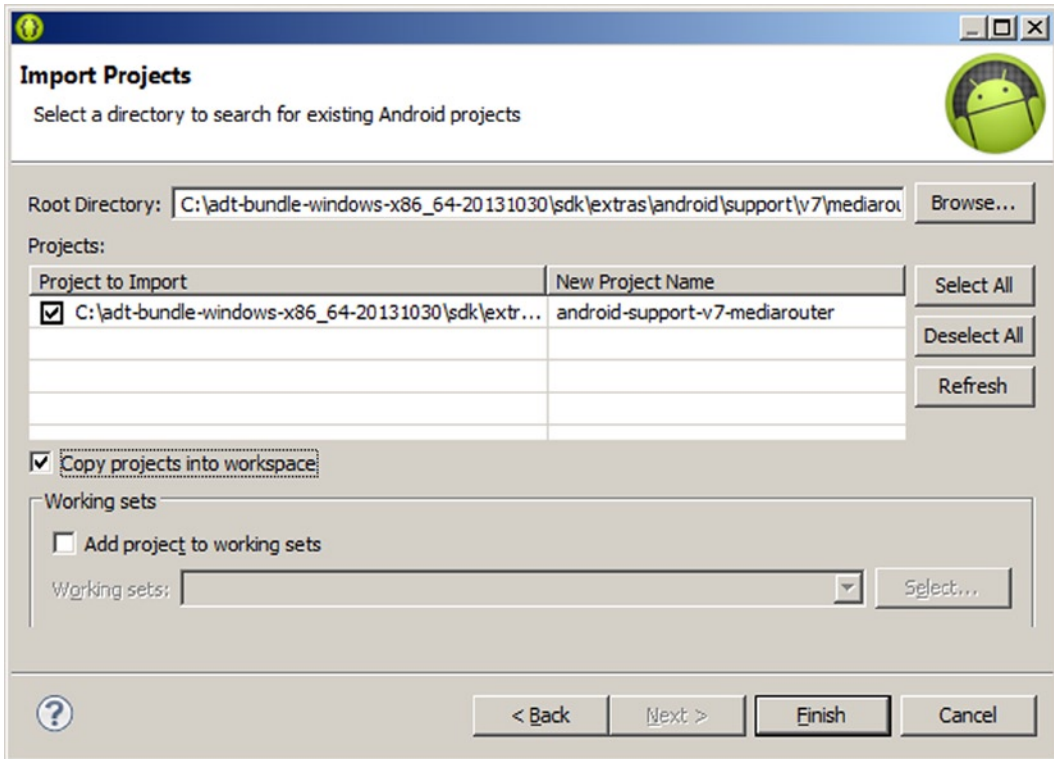 Import Projects
Select a directory to search for existing Android projects
Root Directory: C:\adt-bundle-windows-x86_64-20131030\sdk\extras\android\support\v7\mediarou Browse...
Projects:
Project to Import New Project Name Select All
C:\adt-bundle-windows-x86_64-20131030\sdk\extr... android-support-v7-mediarouter
Deselect All
Refresh
Copy projects into workspace
Working sets
Add project to working sets
Working sets: Select...
? < Back Next > Finish Cancel